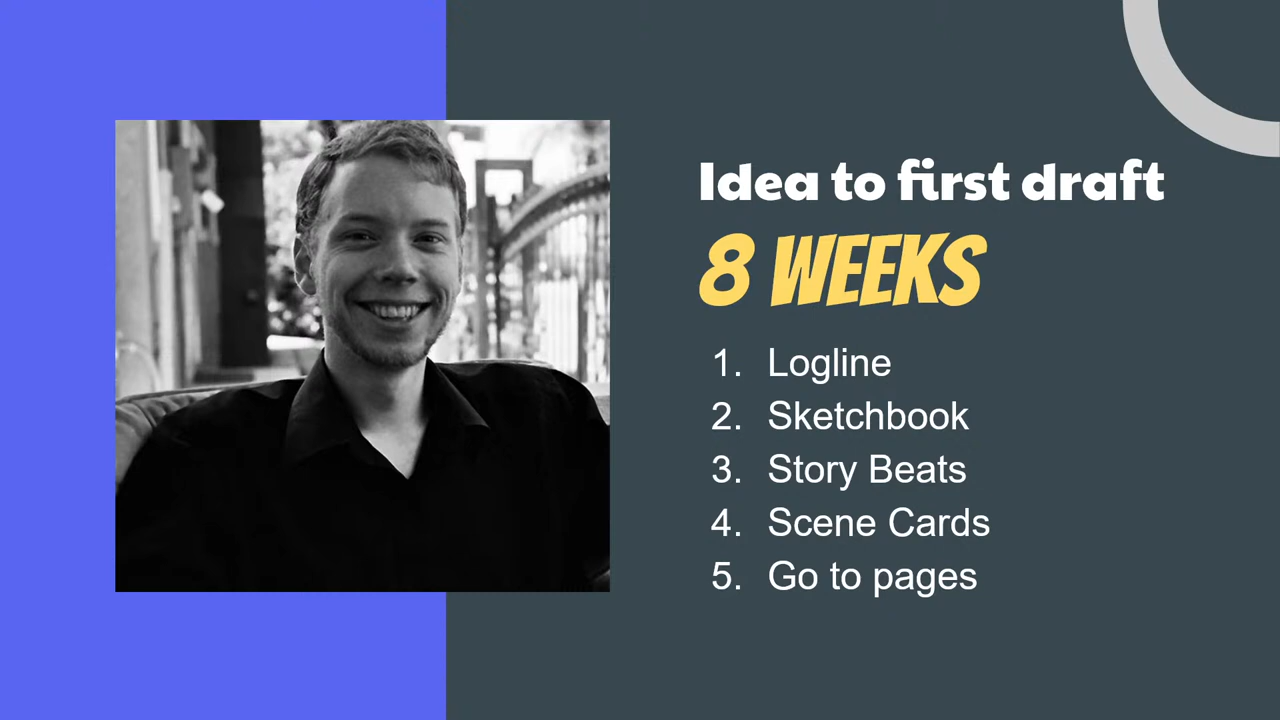 Idea to first draft
8 WEEKS
1. Logline
2. Sketchbook
3. Story Beats
4. Scene Cards
5. Go to pages